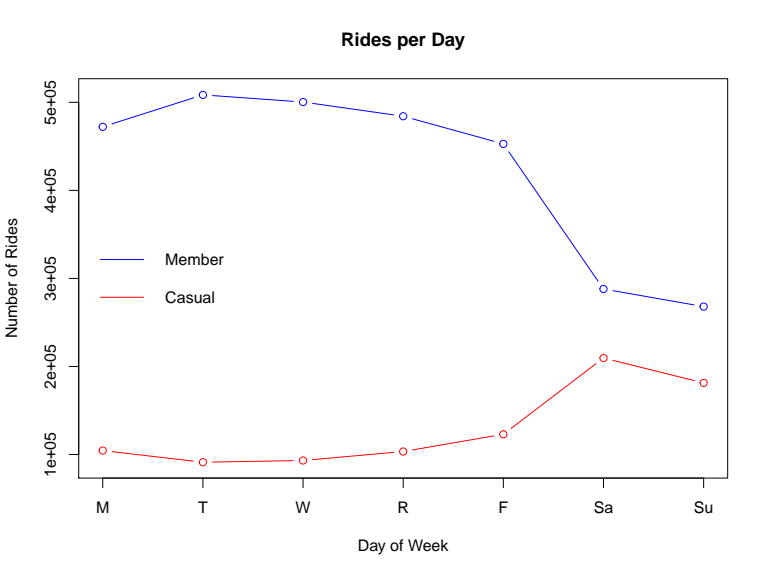 Rides per Day
Number of Rides
5e+05
4e+05
3e+05
2e+05
1e+05
Member
Casual
M T W R F Sa Su
Day of Week